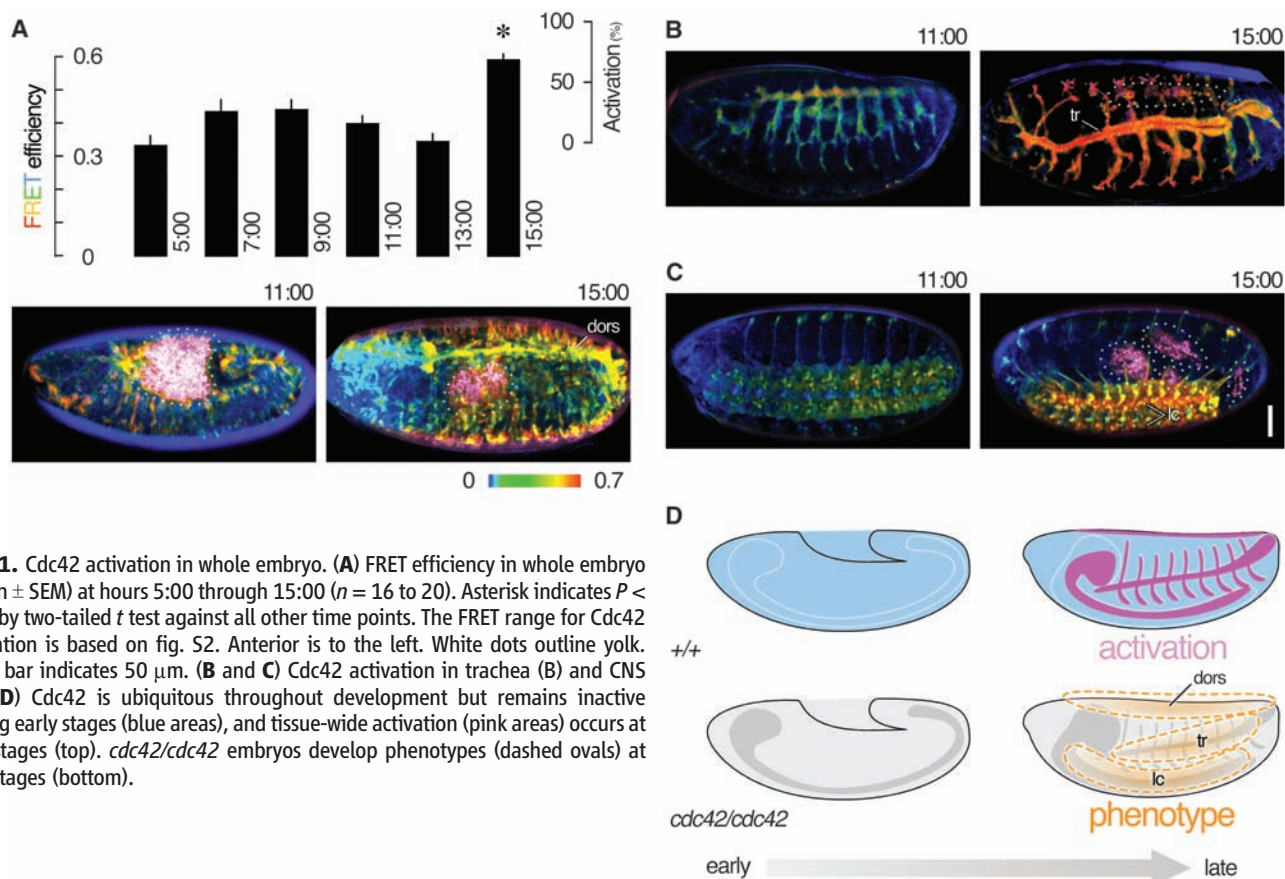 A
0.6
0.3
0
FRET efficiency
100
50
0
Activation (%)
*
5:00
7:00
9:00
11:00
13:00
15:00
11:00
15:00
dors
0
0.7
B
11:00
15:00
tr
C
11:00
15:00
lc
1. Cdc42 activation in whole embryo. (A) FRET efficiency in whole embryo
n ± SEM) at hours 5:00 through 15:00 (n = 16 to 20). Asterisk indicates P <
by two-tailed t test against all other time points. The FRET range for Cdc42
ation is based on fig. S2. Anterior is to the left. White dots outline yolk.
bar indicates 50 μm. (B and C) Cdc42 activation in trachea (B) and CNS
D) Cdc42 is ubiquitous throughout development but remains inactive
g early stages (blue areas), and tissue-wide activation (pink areas) occurs at
stages (top). cdc42/cdc42 embryos develop phenotypes (dashed ovals) at
tages (bottom).
D
+/+
activation
dors
tr
lc
cdc42/cdc42
phenotype
early
late